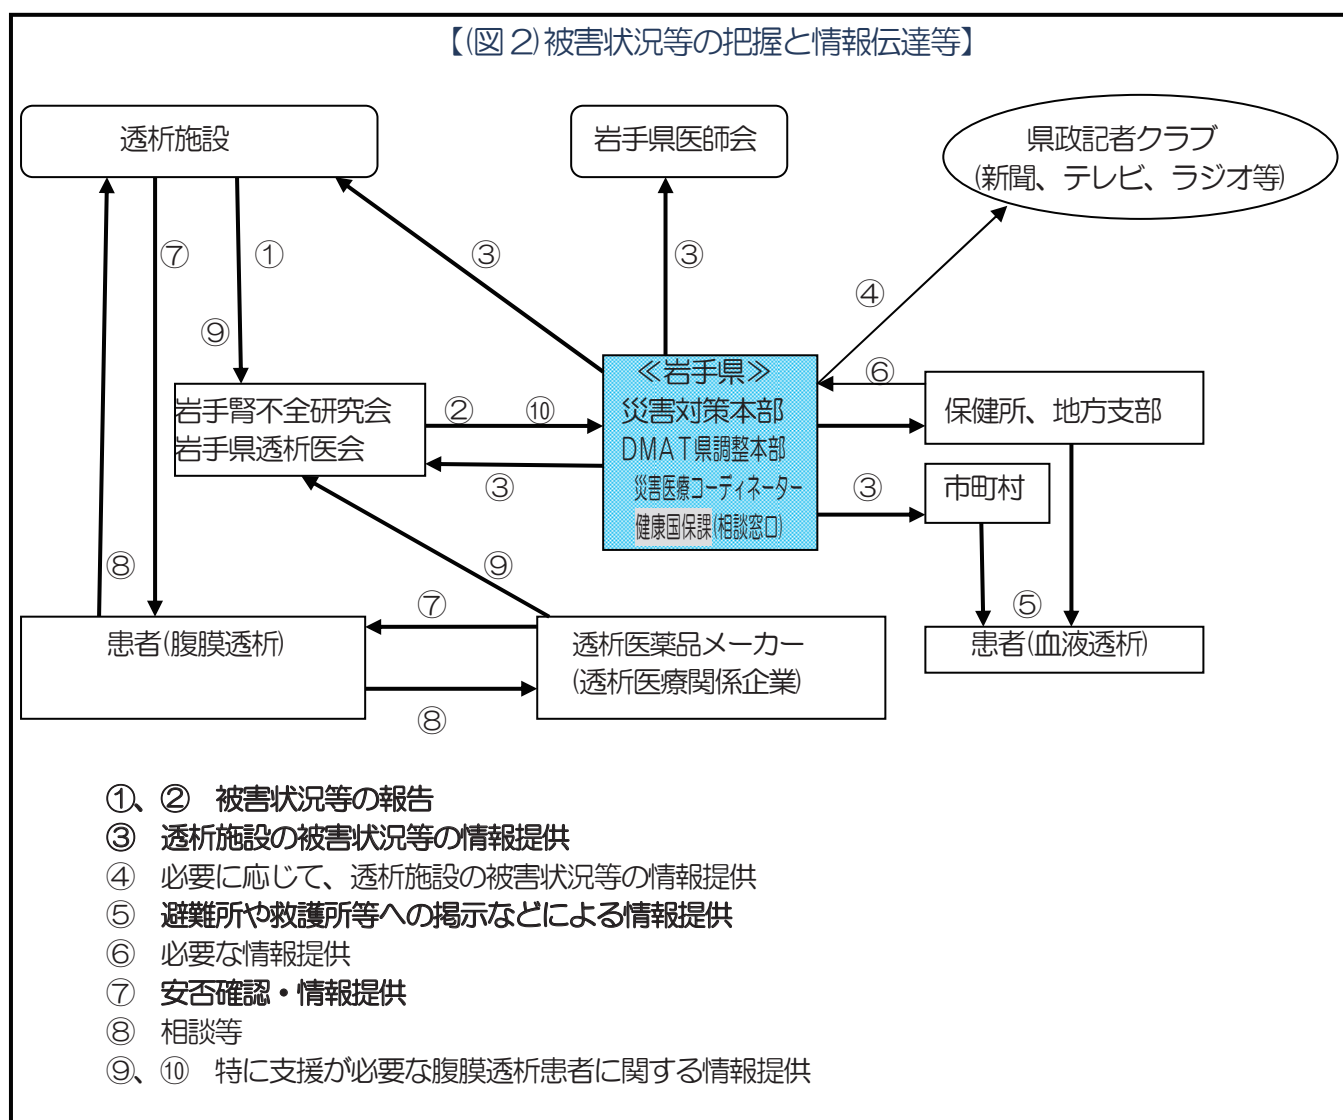 【(図2)被害状況等の把握と情報伝達等】
透析施設
岩手県医師会
県政記者クラブ
(新聞、テレビ、ラジオ等)
⑦
①
③
③
④
⑨
≪岩手県≫
災害対策本部
DMAT県調整本部
災害医療コーディネーター
健康国保課(相談窓口)
⑥
岩手腎不全研究会
岩手県透析医会
②
⑩
保健所、地方支部
③
③
市町村
⑧
⑨
⑦
⑤
患者(腹膜透析)
透析医薬品メーカー
(透析医療関係企業)
患者(血液透析)
⑧
①、② 被害状況等の報告
③ 透析施設の被害状況等の情報提供
④ 必要に応じて、透析施設の被害状況等の情報提供
⑤ 避難所や救護所等への掲示などによる情報提供
⑥ 必要な情報提供
⑦ 安否確認・情報提供
⑧ 相談等
⑨、⑩ 特に支援が必要な腹膜透析患者に関する情報提供